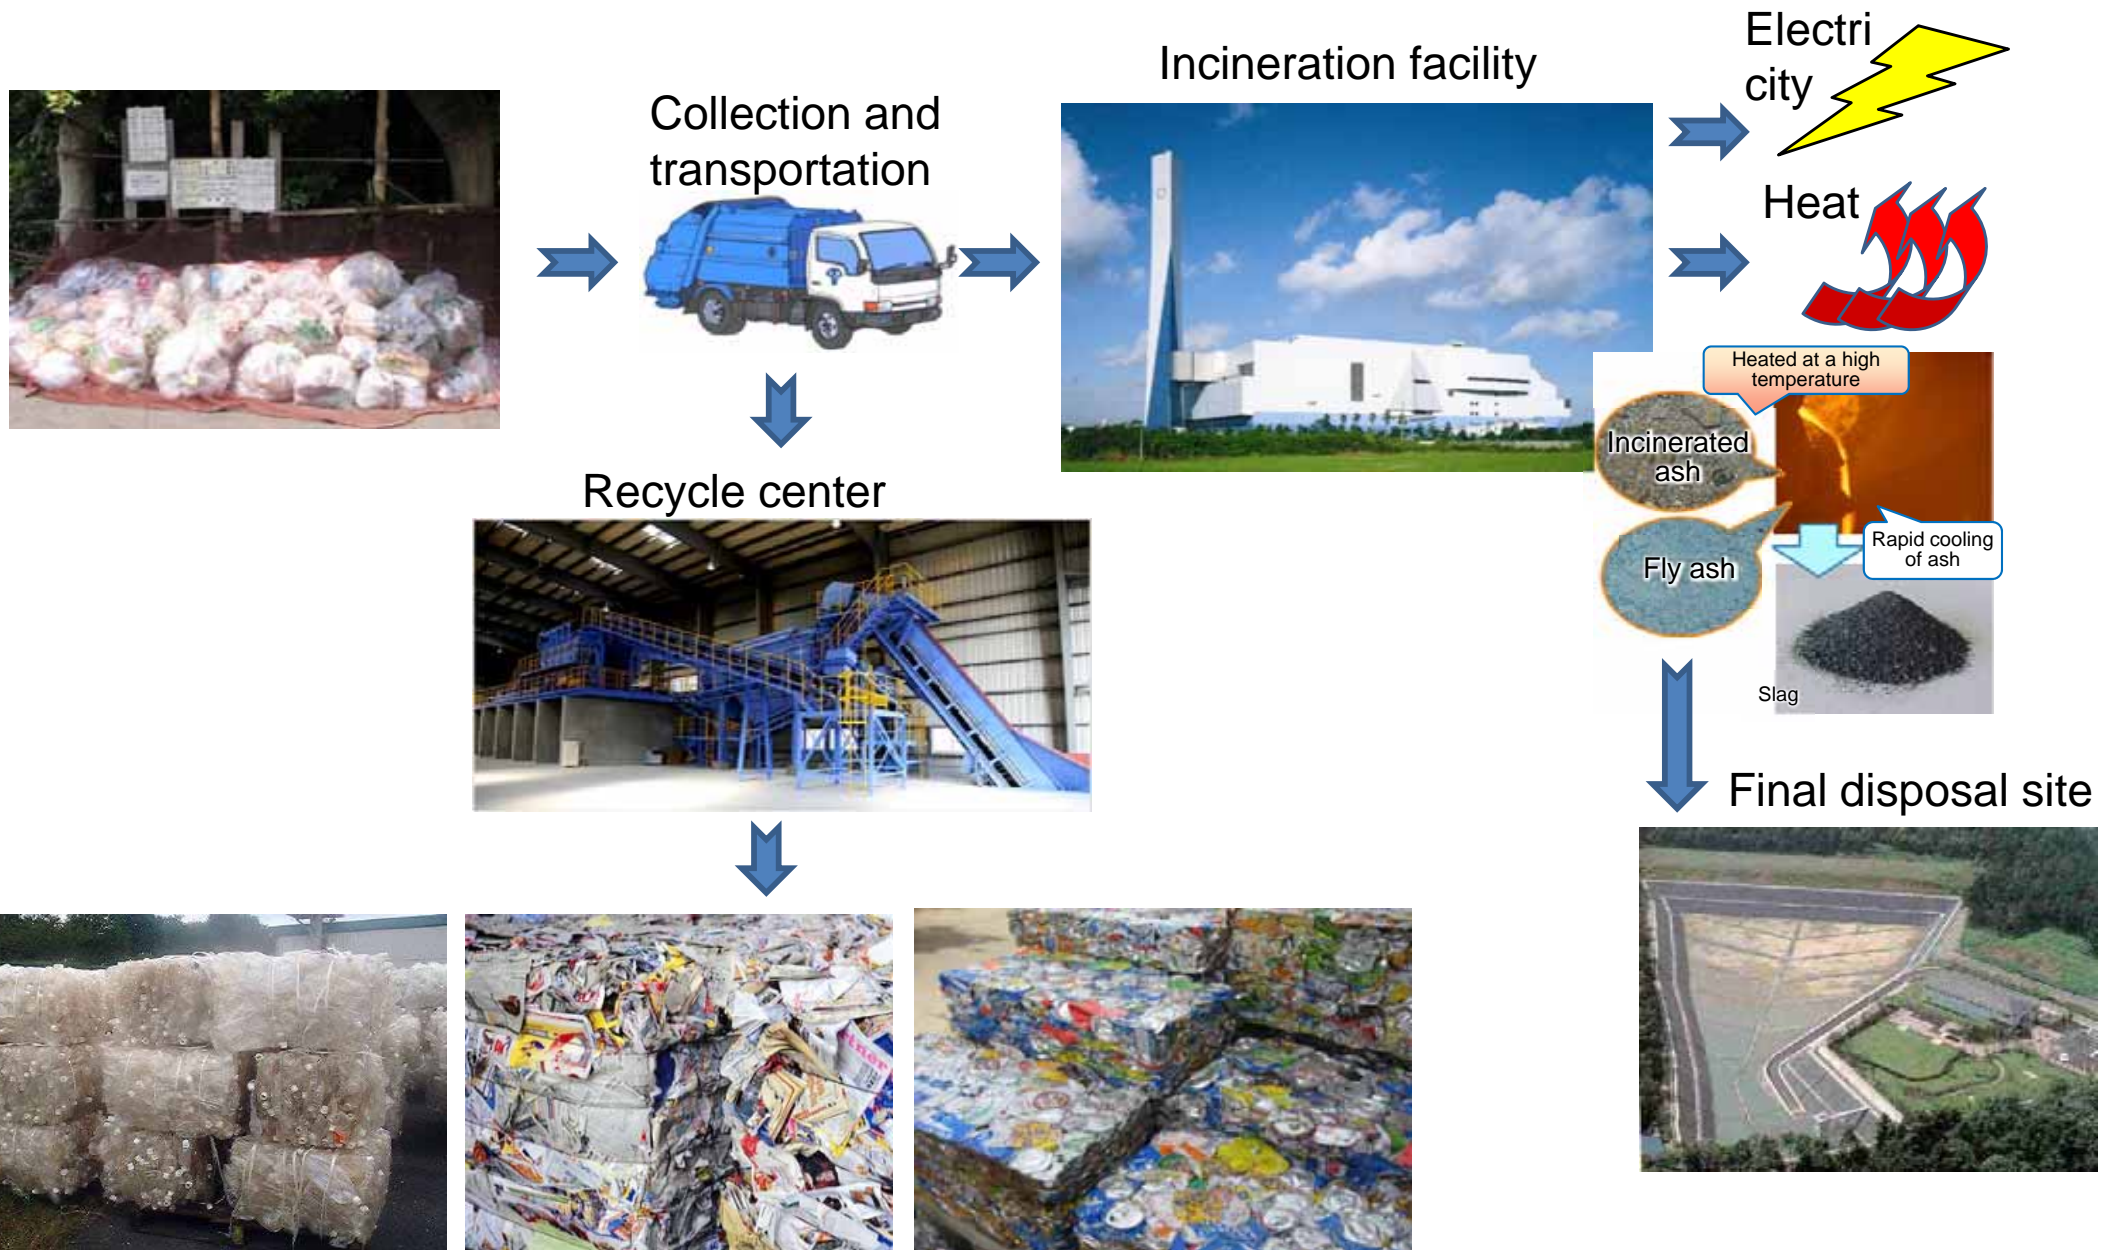 Electri
city
Incineration facility
Collection and
transportation
Heat
Heated at a high
temperature
Incinerated
ash
Recycle center
Rapid cooling
of ash
Fly ash
Slag
Final disposal site